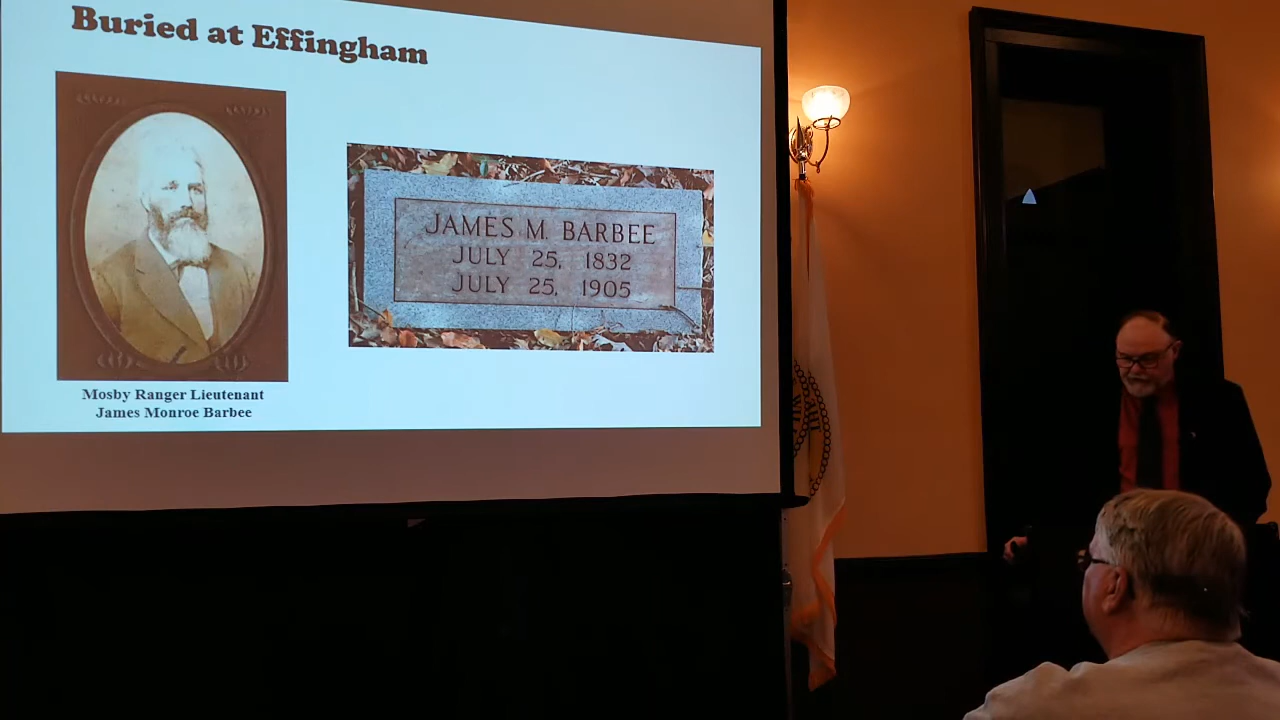 Buried at Effingham
JAMES M. BARBEE
JULY 25, 1832
JULY 25, 1905
Mosby Ranger Lieutenant
James Monroe Barbee